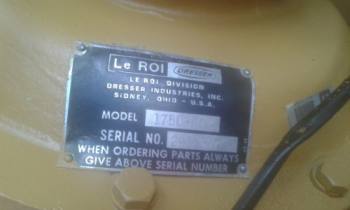 Le ROI DRESSER
LE ROI DIVISION
DRESSER INDUSTRIES, INC.
SIDNEY, OHIO - U.S.A.
MODEL
SERIAL NO.
WHEN ORDERING PARTS ALWAYS
GIVE ABOVE SERIAL NUMBER